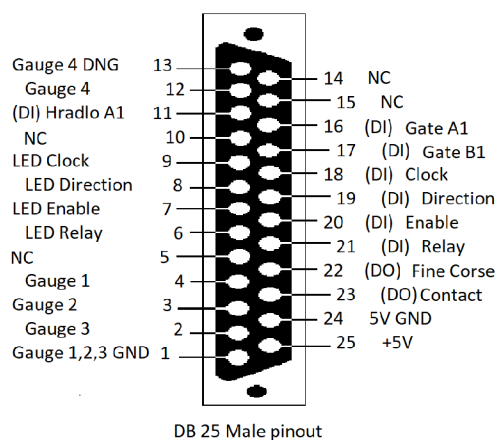 Gauge 4 DNG 13
Gauge 4 12
(DI) Hradlo A1 11
NC 10
LED Clock 9
LED Direction 8
LED Enable 7
LED Relay 6
NC 5
Gauge 1 4
Gauge 2 3
Gauge 3 2
Gauge 1,2,3 GND 1
14 NC
15 NC
16 (DI) Gate A1
17 (DI) Gate B1
18 (DI) Clock
19 (DI) Direction
20 (DI) Enable
21 (DI) Relay
22 (DO) Fine Corse
23 (DO) Contact
24 5V GND
25 +5V
DB 25 Male pinout